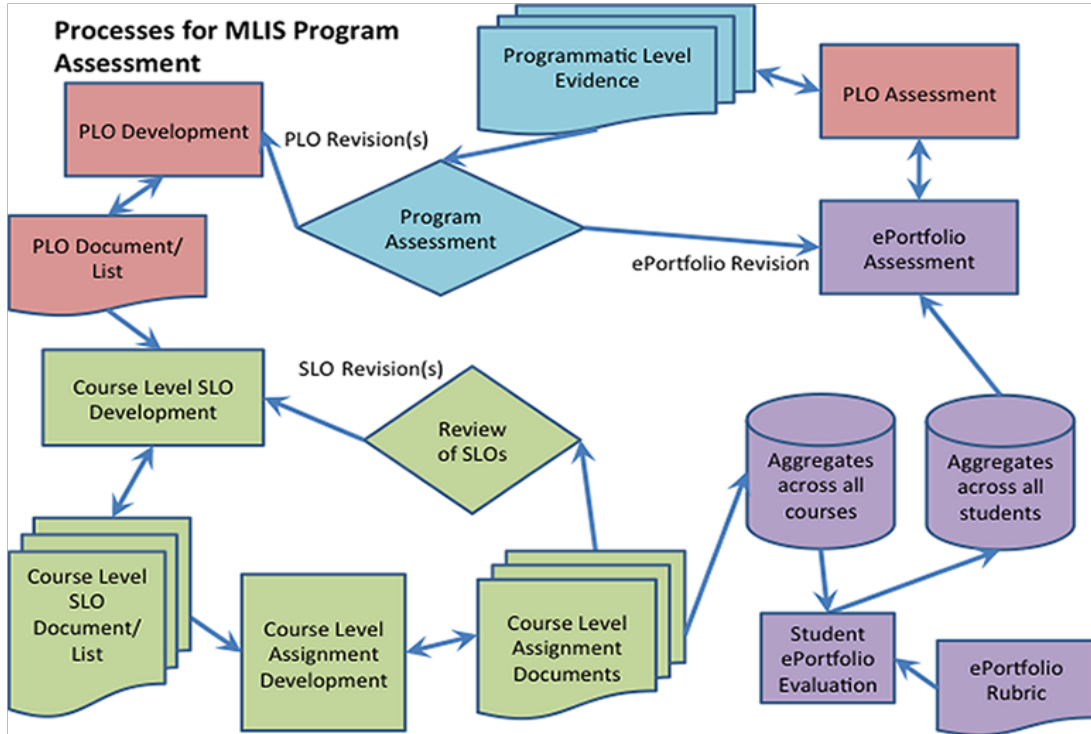 Processes for MLIS Program
Assessment
Programmatic Level
Evidence
PLO Assessment
PLO Development
PLO Revision(s)
Program
Assessment
ePortfolio Revision
ePortfolio
Assessment
PLO Document/
List
Course Level SLO
Development
SLO Revision(s)
Review
of SLOs
Aggregates
across all
courses
Aggregates
across all
students
Course Level
SLO
Document/
List
Course Level
Assignment
Development
Course Level
Assignment
Documents
Student
ePortfolio
Evaluation
ePortfolio
Rubric